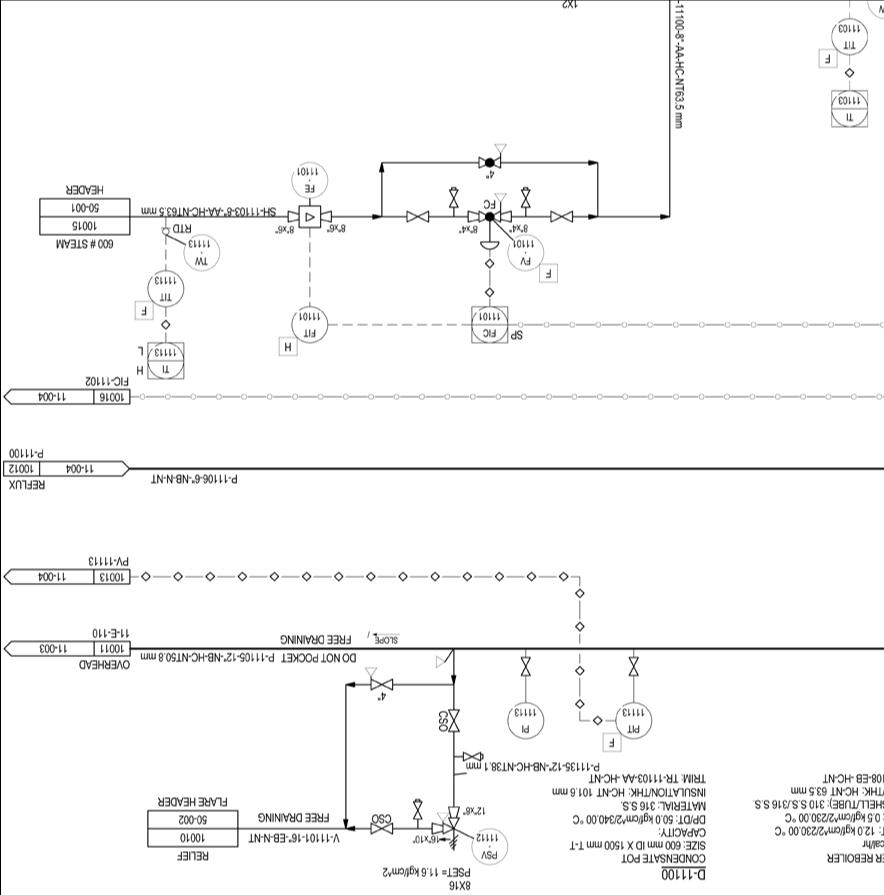 8X16
PSET= 11.6 kg(f)cm^2
D-11100
CONDENSATE POT
SIZE: 600 mm ID X 1500 mm T-T
CAPACITY:
DP/DT: 50.0 kg(f)cm^2/340.00 °C
MATERIAL: 316 S.S.
INSULATION/THK: HC-NT 101.6 mm
TRIM: TR-11103-AA -HC-NT
ER REBOILER
cal/hr
T: 12.0 kg(f)cm^2/230.00 °C
: 0.5 kg(f)cm^2/230.00 °C
SHELL/TUBE): 310 S.S./316 S.S.
/THK: HC-NT 63.5 mm
108-EB -HC-NT
PSV
11112
16"x10"
12"x8"
RELIEF
10010
50-002
FLARE HEADER
V-11101-16"-EB-N-NT
FREE DRAINING
CSO
P-11135-12"-NB-HC-NT38.1 mm
F
PIT
11113
PI
11113
CSO
4"
OVERHEAD
10011
11-003
11-E-110
DO NOT POCKET
P-11105-12"-NB-HC-NT50.8 mm
SLOPE
FREE DRAINING
10013
11-004
PV-11113
REFLUX
11-004
10012
P-11100
P-11106-6"-NB-N-NT
10016
11-004
FIC-11102
TI
11113
H
L
SP
FIC
11101
FIT
11101
H
TIT
11113
F
F
FV
11101
TW
11113
RTD
600 # STEAM
10015
50-001
HEADER
8"x4"
8"x4"
FC
8"x6"
8"x6"
SH-11103-8"-AA-HC-NT63.5 mm
FE
11101
4"
TI
11103
F
TIT
11103
-11100-8"-AA-HC-NT63.5 mm
1X2